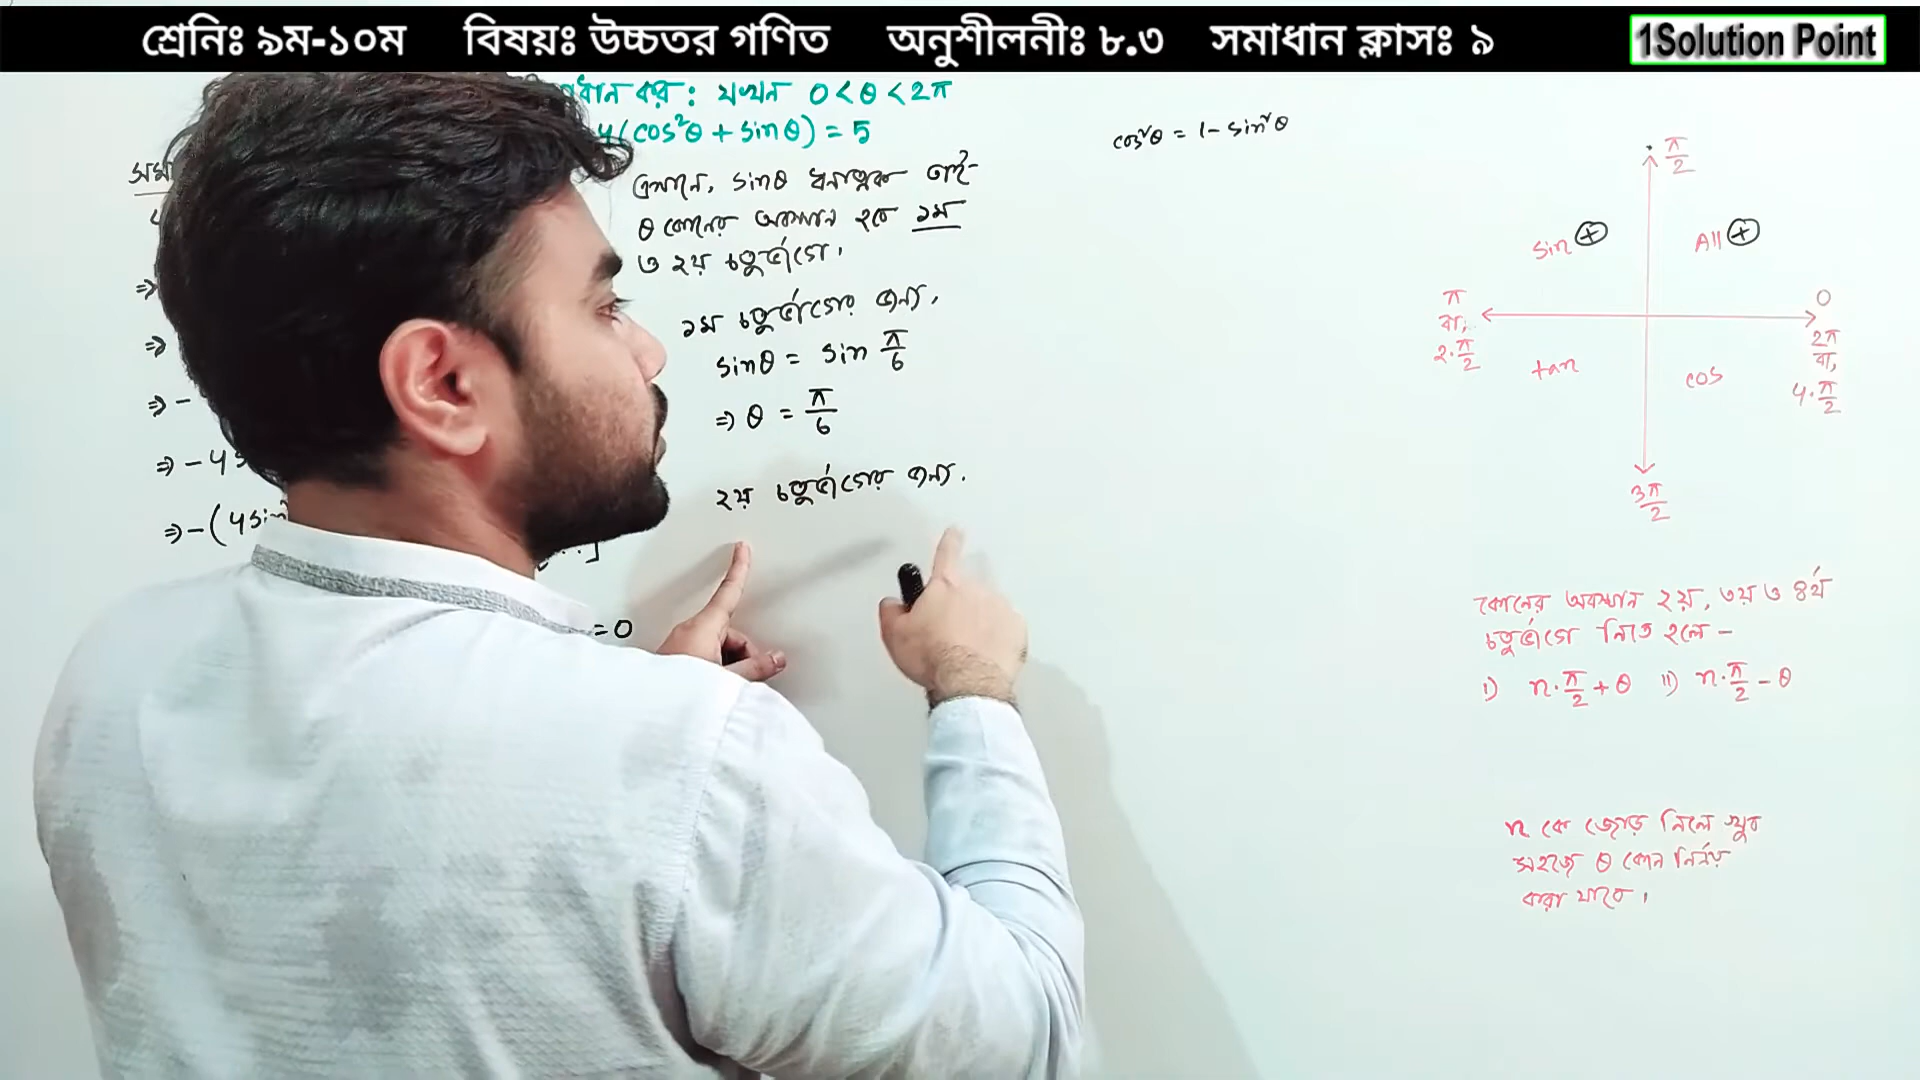 শ্রেনিঃ ৯ম-১০ম বিষয়ঃ উচ্চতর গণিত অনুশীলনীঃ ৮.৩ সমাধান ক্লাসঃ ৯
1Solution Point
কর: যখন 0 < θ < 2π
4(cos²θ + sinθ) = 5
সমা
এখানে, sinθ ধনাত্মক তাই-
θ কোনের অবস্থান হবে ১ম
ও ২য় চতুর্ভাগে।
১ম চতুর্ভাগের জন্য,
sinθ = sin π/6
⇒ θ = π/6
২য় চতুর্ভাগের জন্য,
⇒
⇒
⇒ -
⇒ - 4
⇒ - (4sin
= 0
cos²θ = 1 - sin²θ
π/2
sin ⊕ All ⊕
π
বা,
2·π/2
0
2π
বা,
4·π/2
tan cos
3π/2
কোনের অবস্থান ২য়, ৩য় ও ৪র্থ
চতুর্ভাগে নিতে হলে -
i) n·π/2 + θ ii) n·π/2 - θ
n কে জোড় নিলে খুব
সহজে θ কোন নির্নয়
করা যাবে।